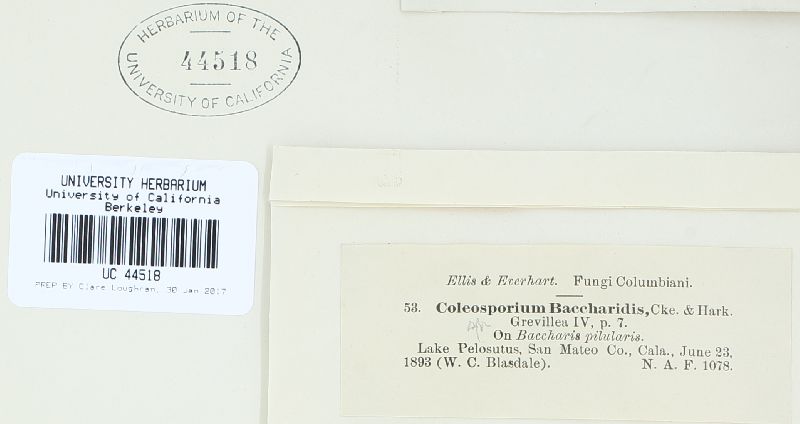 HERBARIUM OF THE
44518
UNIVERSITY OF CALIFORNIA
UNIVERSITY HERBARIUM
University of California
Berkeley
UC 44518
PREP BY Clare Loughran, 30 Jan 2017
Ellis & Everhart. Fungi Columbiani.
53. Coleosporium Baccharidis, Cke. & Hark.
Grevillea IV, p. 7.
On Baccharis pilularis.
Lake Pelosutus, San Mateo Co., Cala., June 23,
1893 (W. C. Blasdale). N. A. F. 1078.